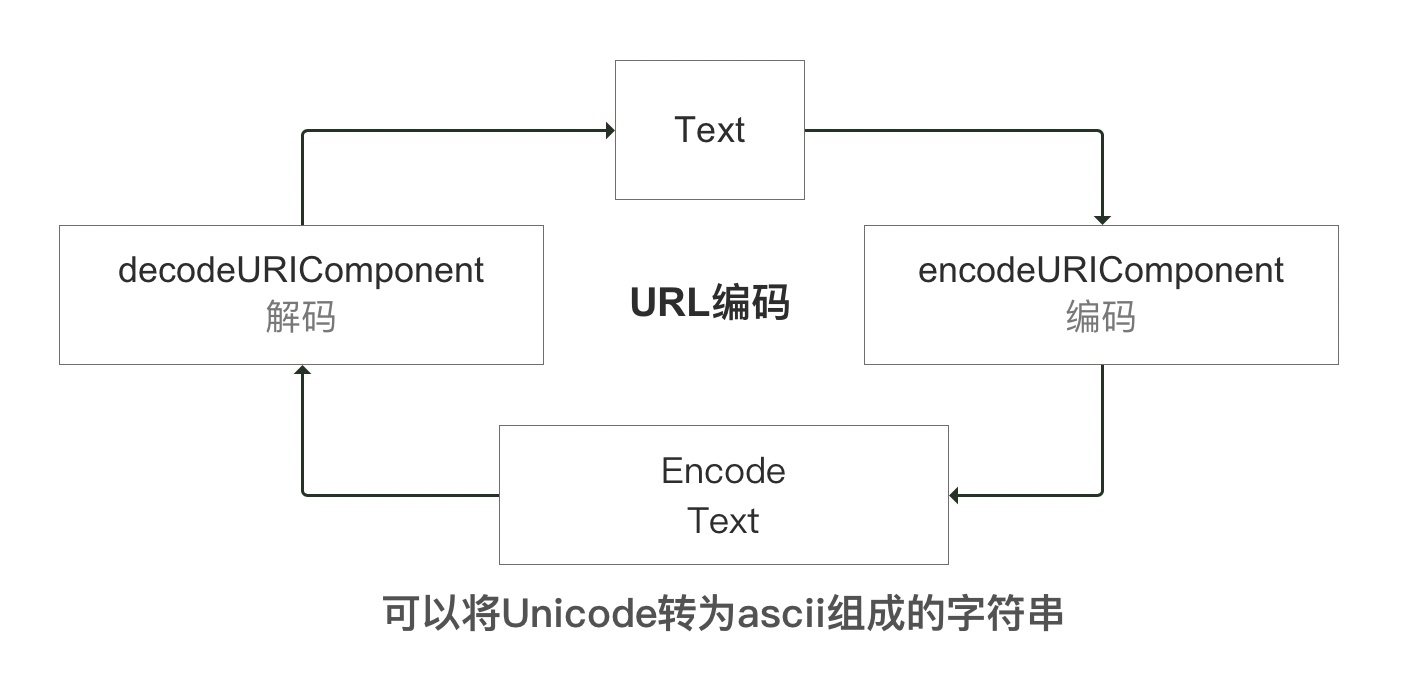 Text
decodeURIComponent
解码
URL编码
encodeURIComponent
编码
Encode
Text
可以将Unicode转为ascii组成的字符串